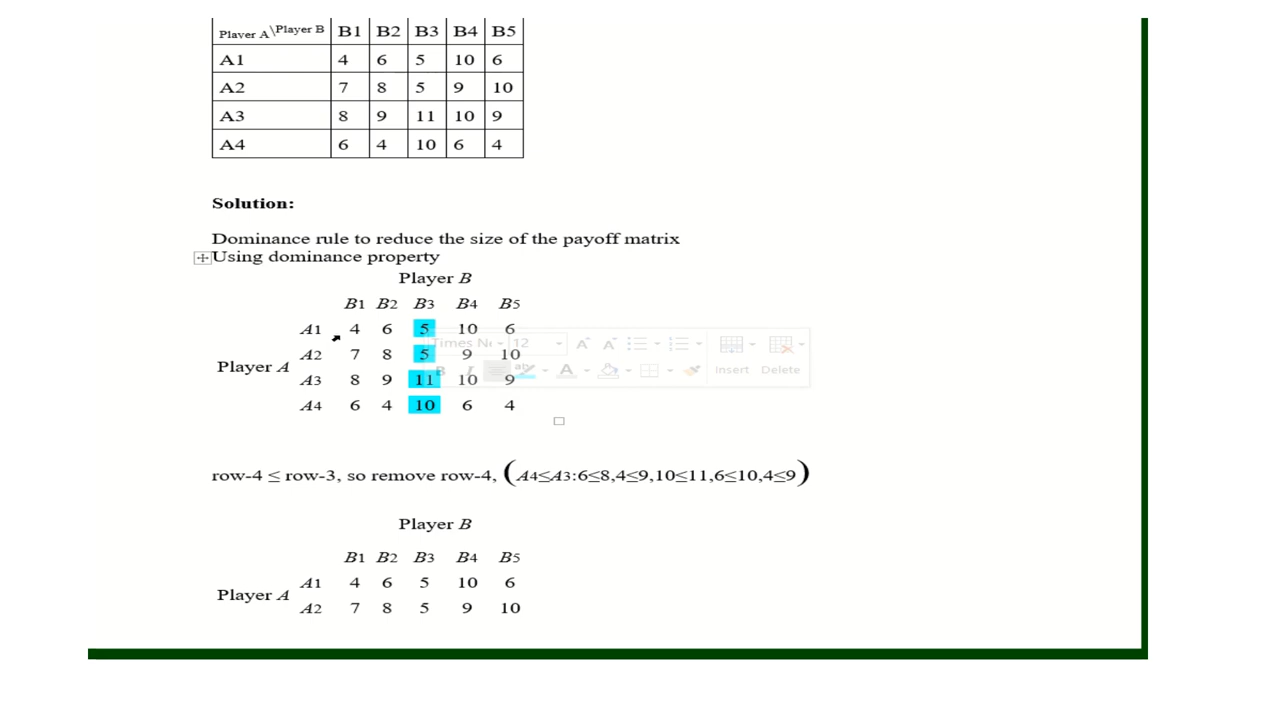 Player A\Player B B1 B2 B3 B4 B5
A1 4 6 5 10 6
A2 7 8 5 9 10
A3 8 9 11 10 9
A4 6 4 10 6 4
Solution:
Dominance rule to reduce the size of the payoff matrix
Using dominance property
Player B
B1 B2 B3 B4 B5
A1 4 6 5 10 6
Times Ne 12
A2 7 8 5 9 10
Player A
B I ab A Insert Delete
A3 8 9 11 10 9
A4 6 4 10 6 4
row-4 ≤ row-3, so remove row-4, (A4≤A3:6≤8,4≤9,10≤11,6≤10,4≤9)
Player B
B1 B2 B3 B4 B5
A1 4 6 5 10 6
Player A
A2 7 8 5 9 10